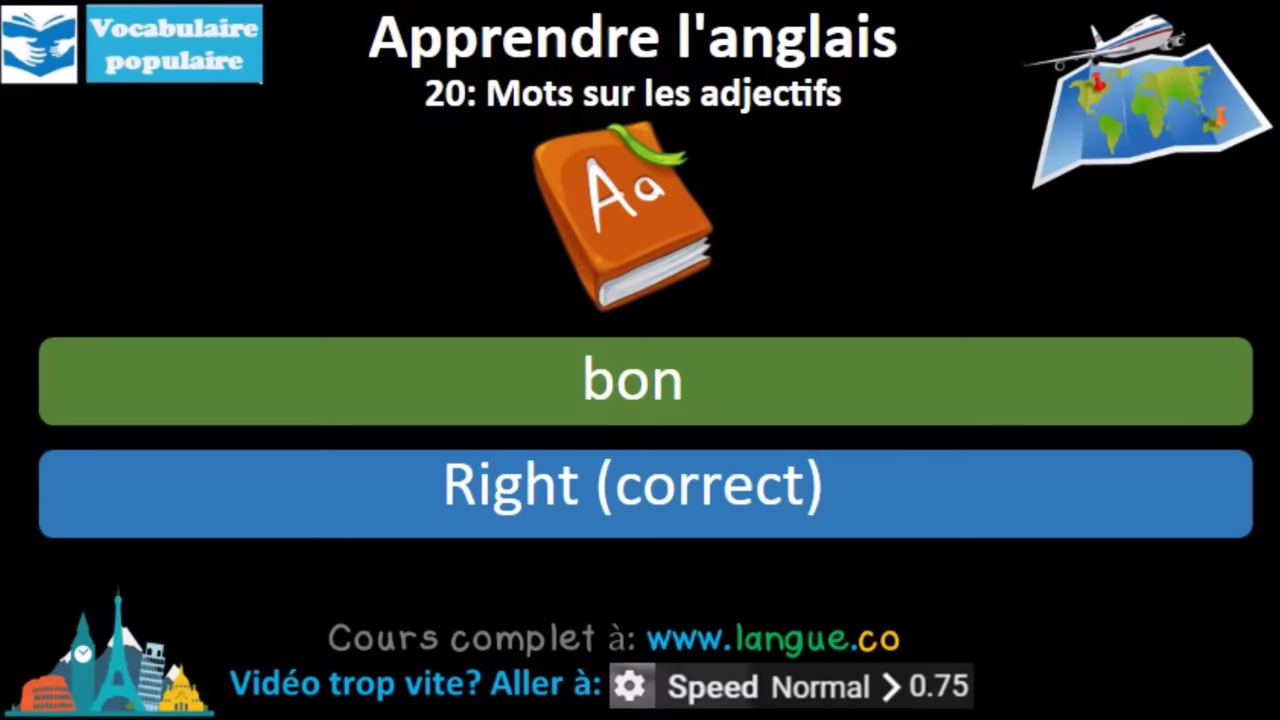 Vocabulaire
populaire
Apprendre l'anglais
20: Mots sur les adjectifs
Aa
bon
Right (correct)
Cours complet à: www.langue.co
Vidéo trop vite? Aller à: Speed Normal > 0.75